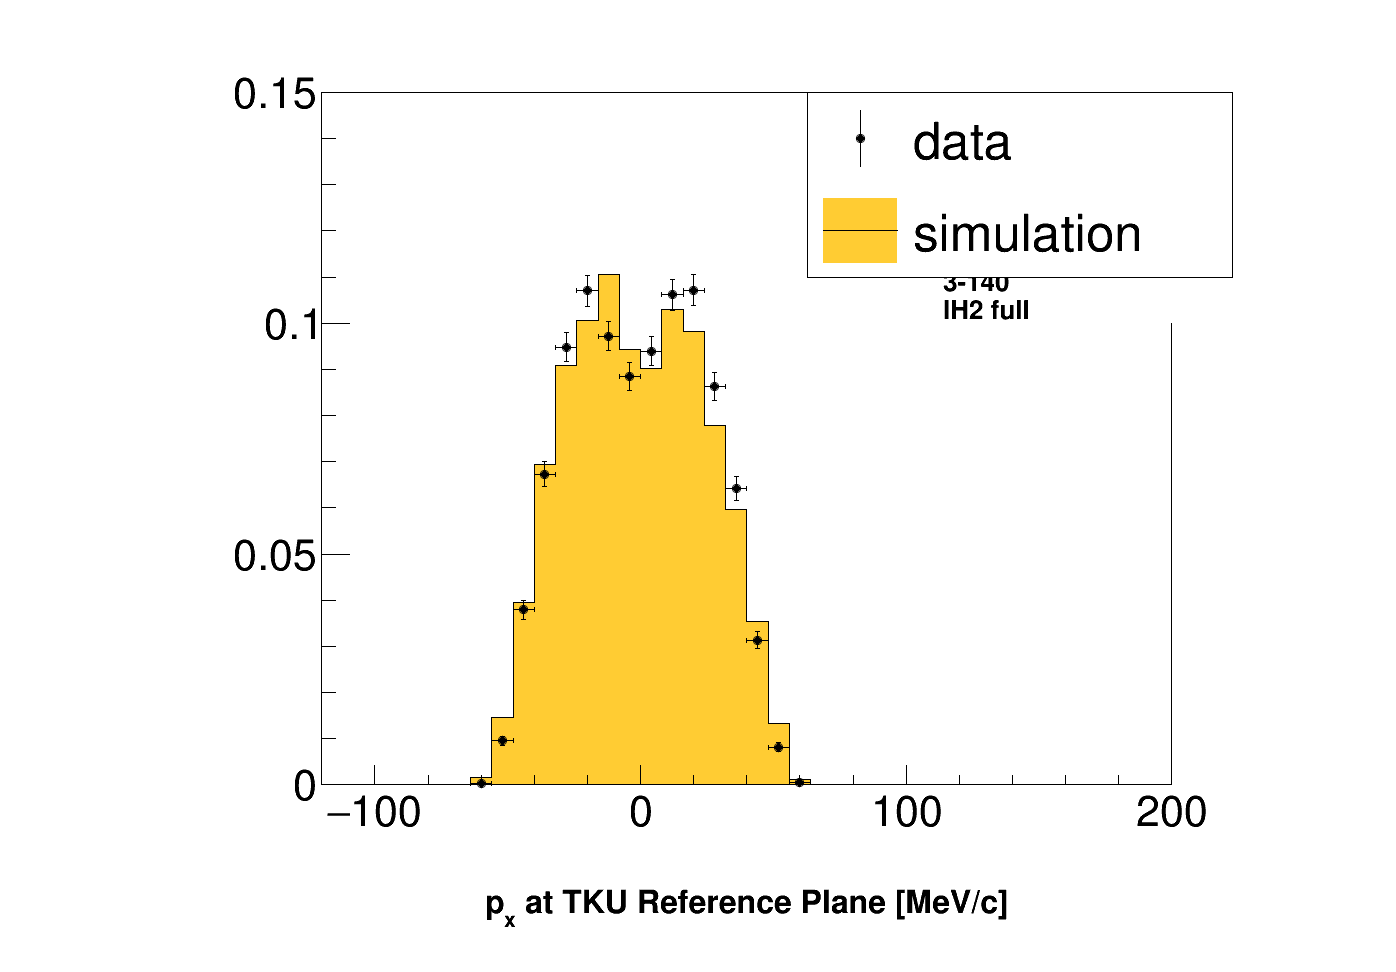 0.15
0.1
0.05
0
−100
0
100
200
data
simulation
3-140
lH2 full
px at TKU Reference Plane [MeV/c]